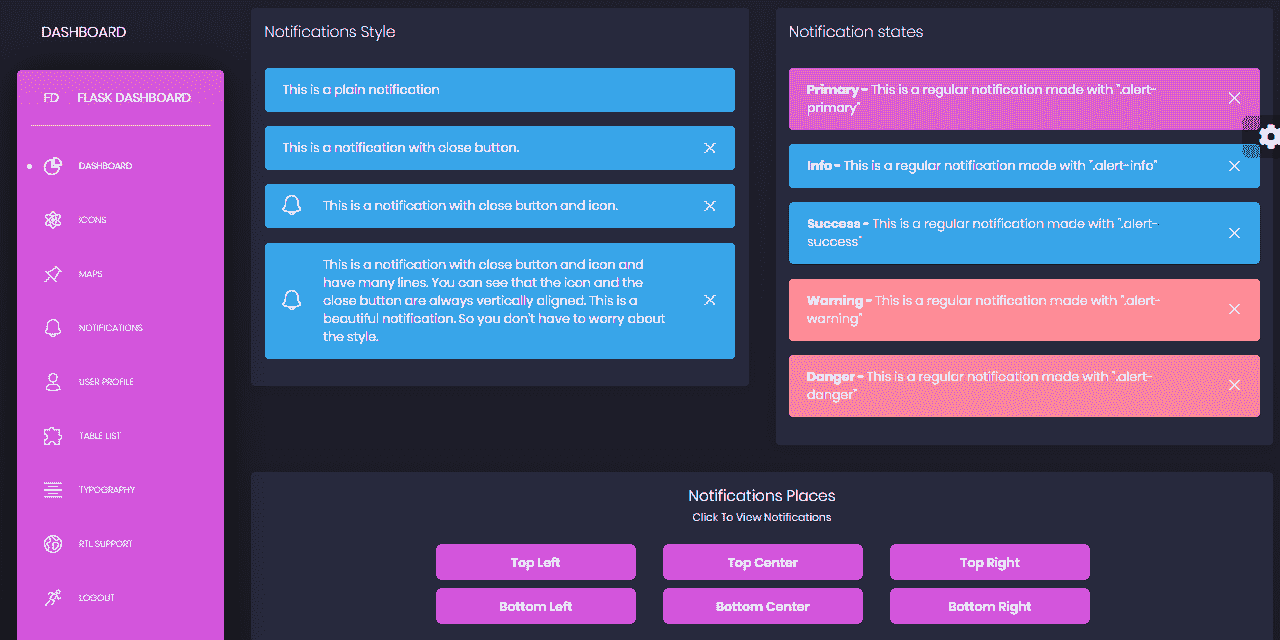 DASHBOARD
FD FLASK DASHBOARD
DASHBOARD
ICONS
MAPS
NOTIFICATIONS
USER PROFILE
TABLE LIST
TYPOGRAPHY
RTL SUPPORT
LOGOUT
Notifications Style
This is a plain notification
This is a notification with close button.
This is a notification with close button and icon.
This is a notification with close button and icon and
have many lines. You can see that the icon and the
close button are always vertically aligned. This is a
beautiful notification. So you don't have to worry about
the style.
Notification states
Primary - This is a regular notification made with ".alert-
primary"
Info - This is a regular notification made with ".alert-info"
Success - This is a regular notification made with ".alert-
success"
Warning - This is a regular notification made with ".alert-
warning"
Danger - This is a regular notification made with ".alert-
danger"
Notifications Places
Click To View Notifications
Top Left Top Center Top Right
Bottom Left Bottom Center Bottom Right